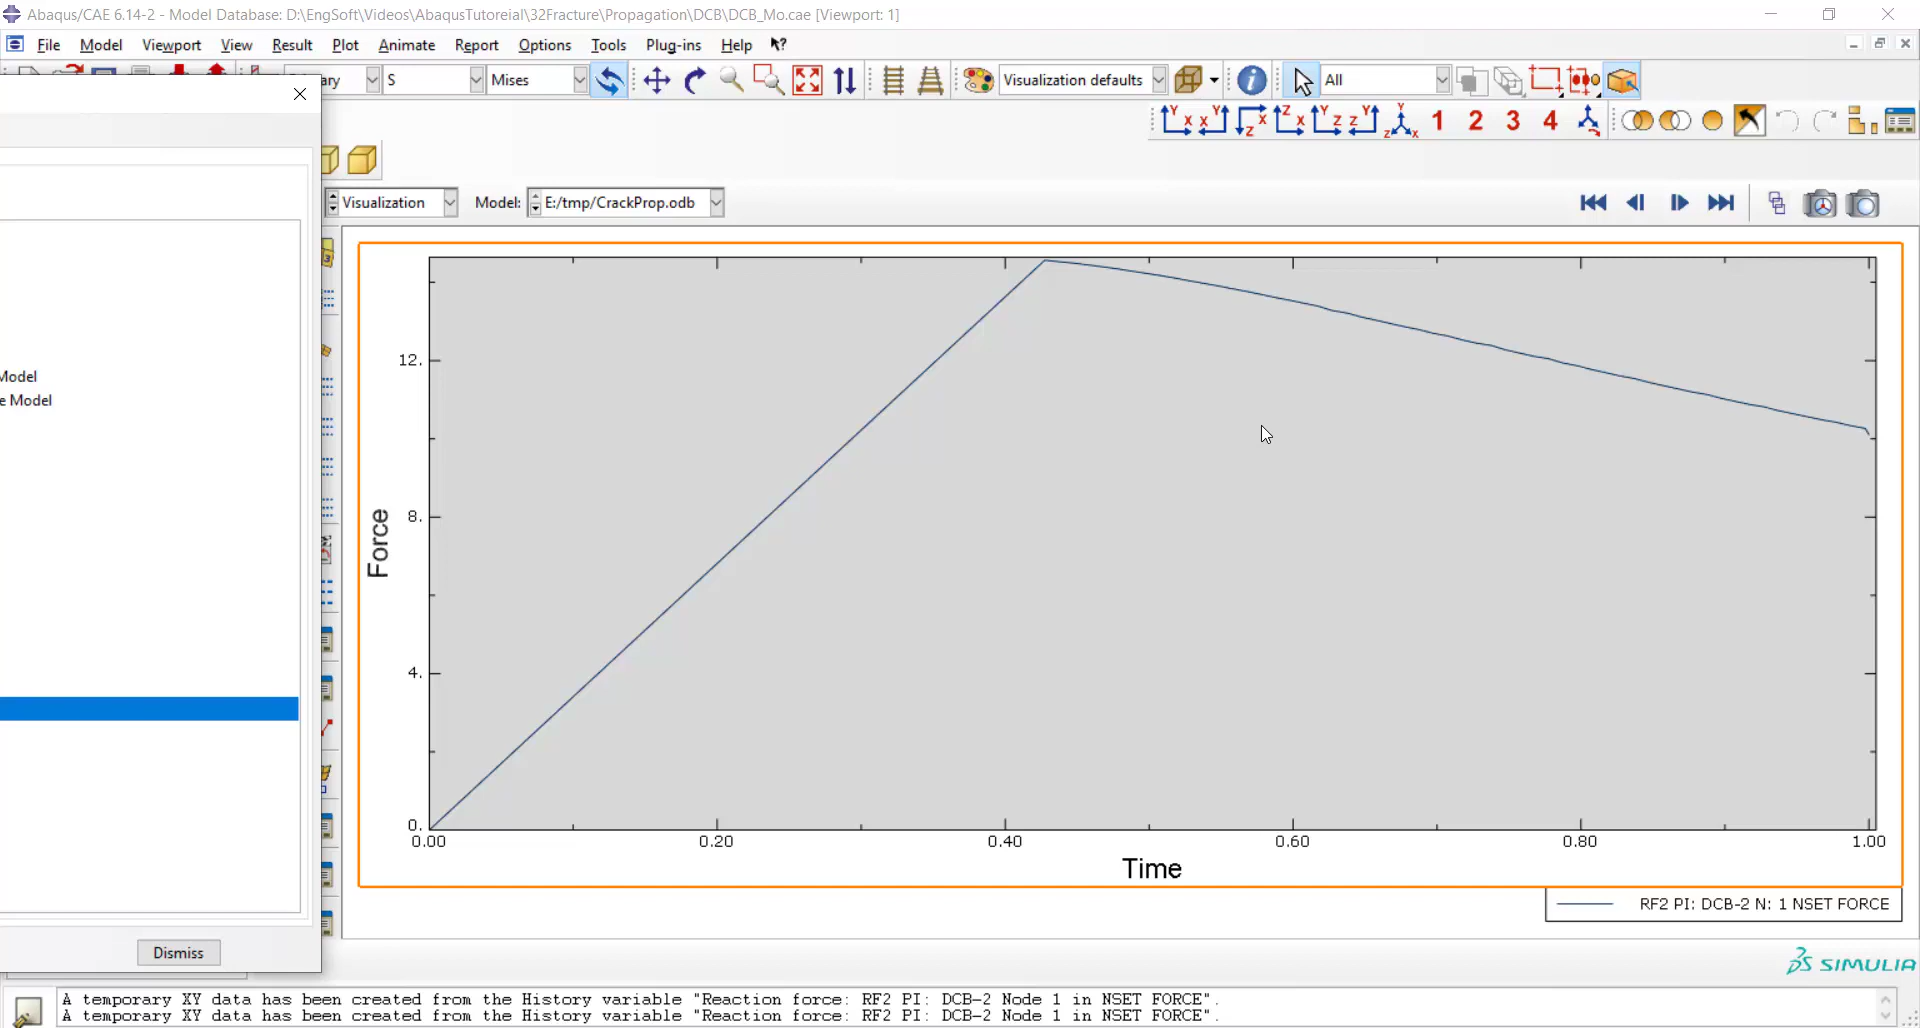 Abaqus/CAE 6.14-2 - Model Database: D:\EngSoft\Videos\AbaqusTutoreial\32Fracture\Propagation\DCB\DCB_Mo.cae [Viewport: 1]
File Model Viewport View Result Plot Animate Report Options Tools Plug-ins Help
ary S Mises Visualization defaults All
1 2 3 4
Visualization Model: E:/tmp/CrackProp.odb
Model
e Model
12.
8.
4.
0.
Force
0.00 0.20 0.40 0.60 0.80 1.00
Time
RF2 PI: DCB-2 N: 1 NSET FORCE
Dismiss
SIMULIA
A temporary XY data has been created from the History variable "Reaction force: RF2 PI: DCB-2 Node 1 in NSET FORCE".
A temporary XY data has been created from the History variable "Reaction force: RF2 PI: DCB-2 Node 1 in NSET FORCE".